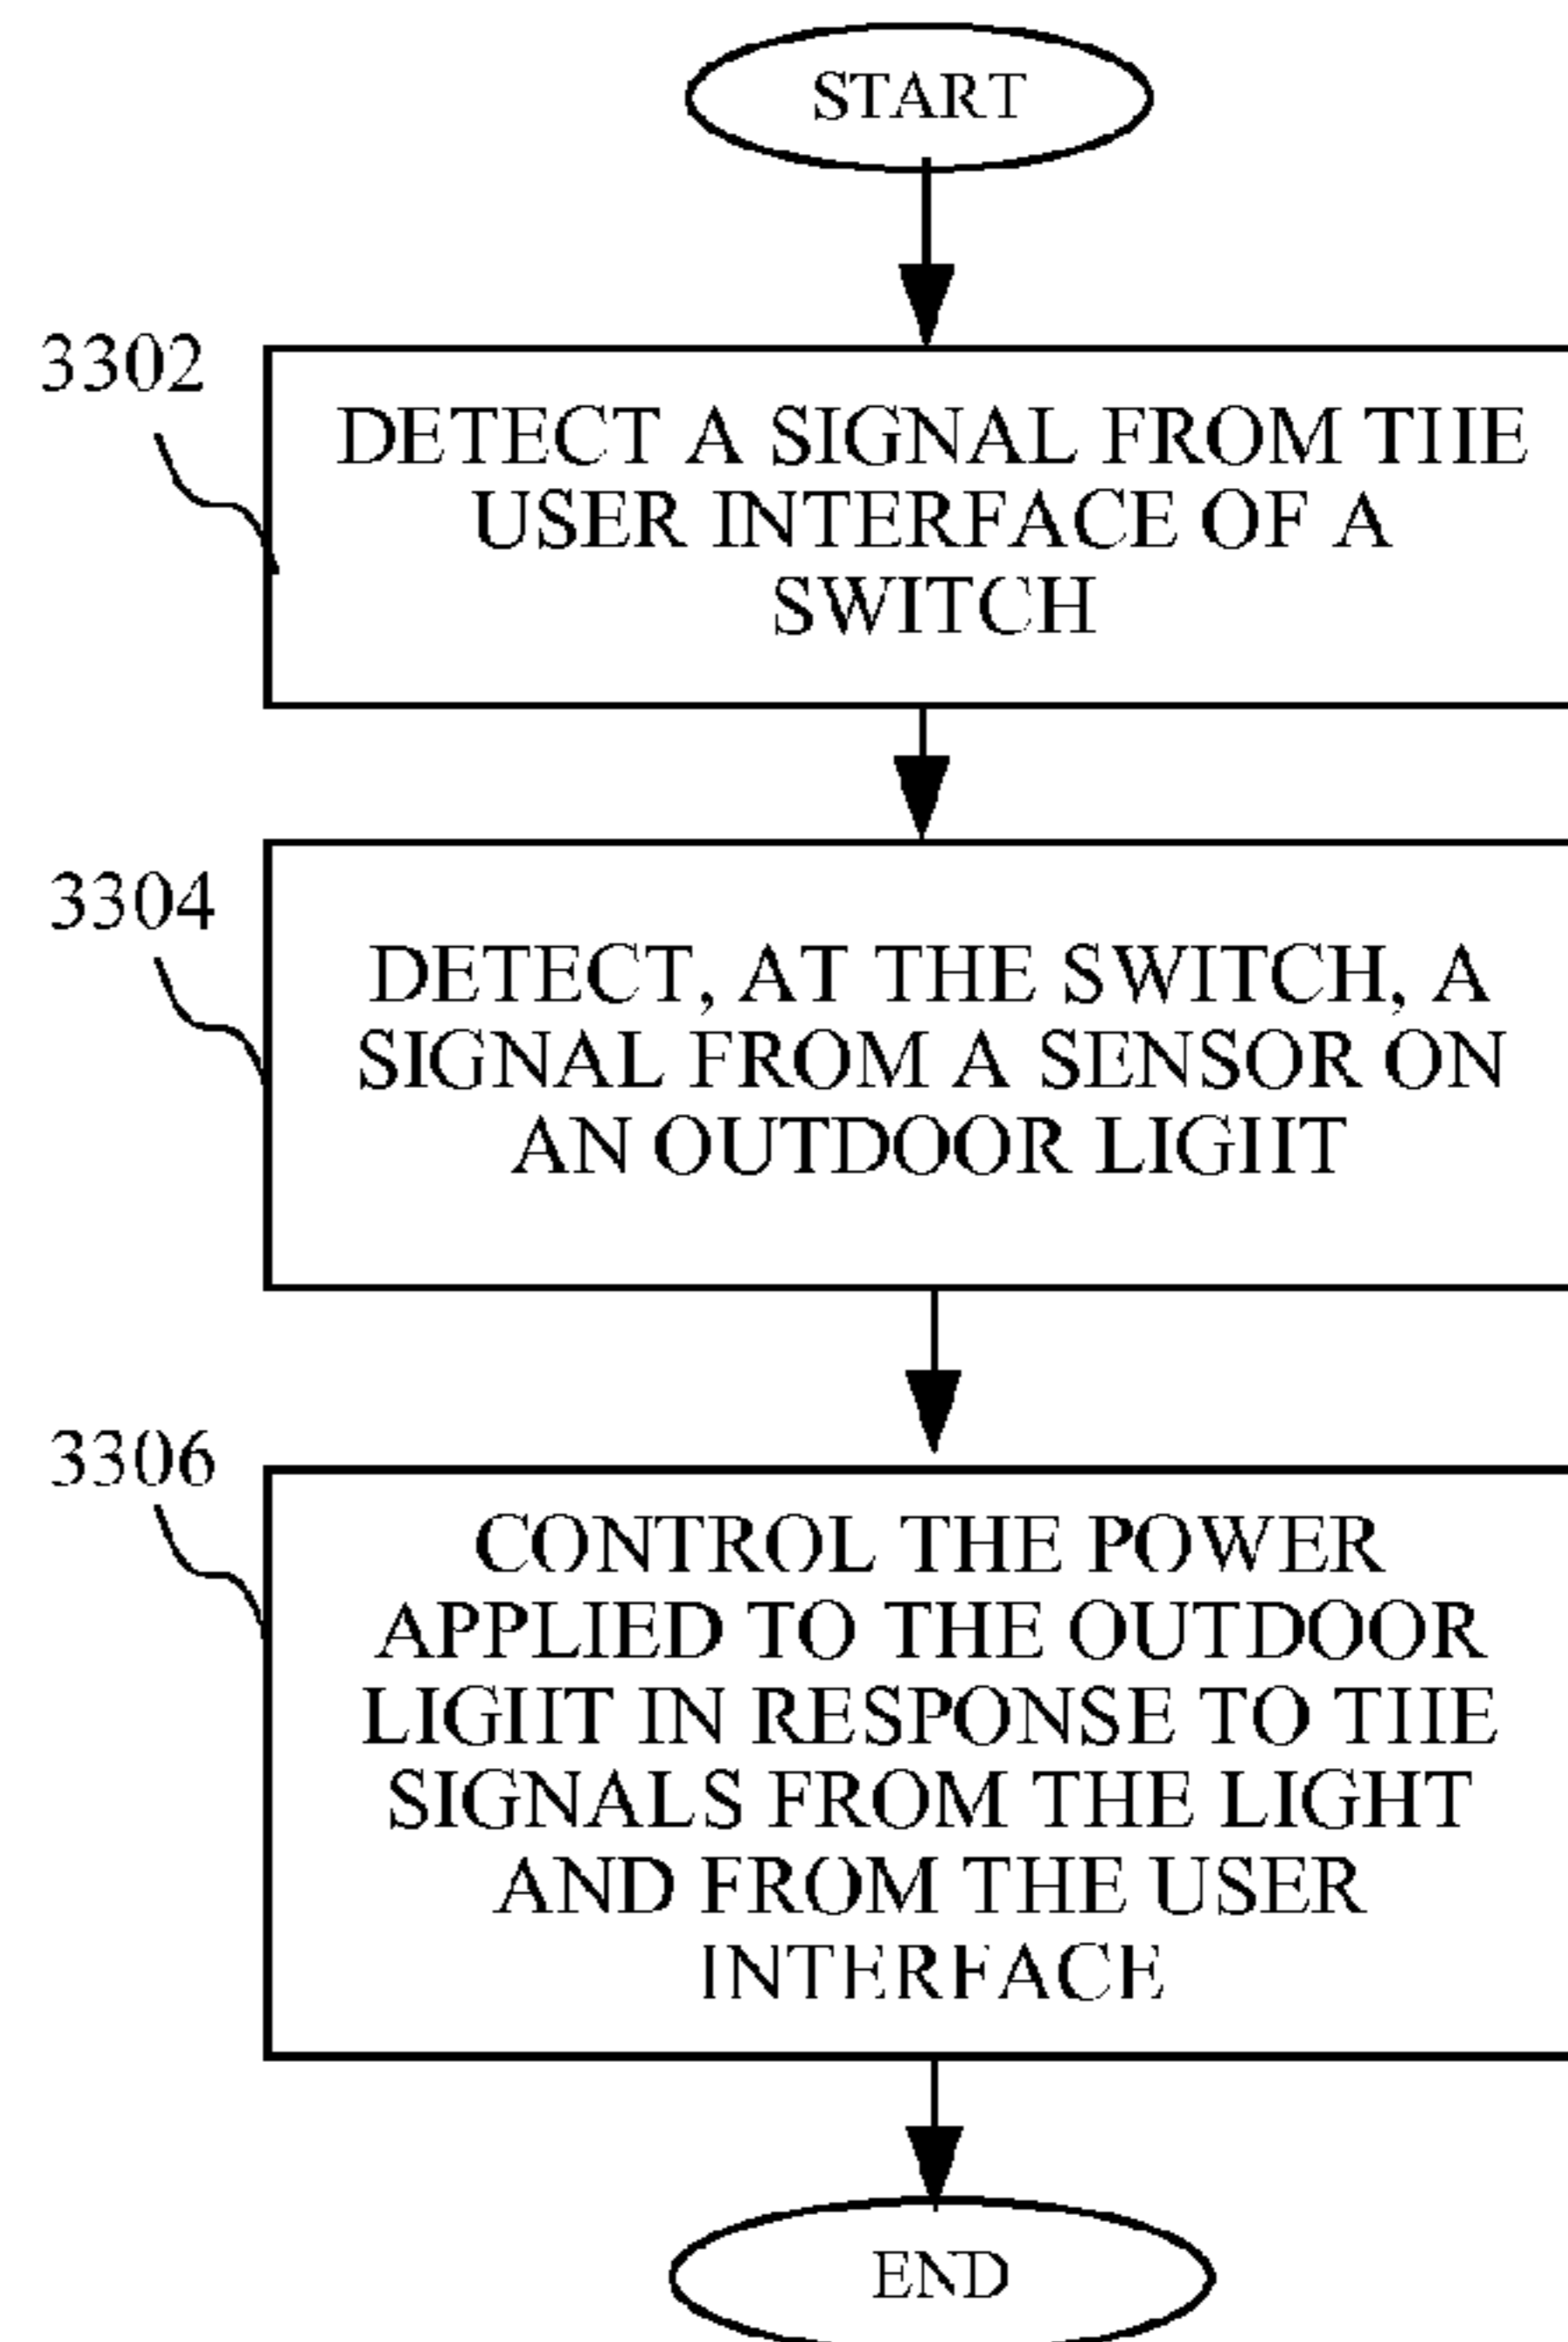 START
3302
DETECT A SIGNAL FROM THE
USER INTERFACE OF A
SWITCH
3304
DETECT, AT THE SWITCH, A
SIGNAL FROM A SENSOR ON
AN OUTDOOR LIGHT
3306
CONTROL THE POWER
APPLIED TO THE OUTDOOR
LIGHT IN RESPONSE TO THE
SIGNALS FROM THE LIGHT
AND FROM THE USER
INTERFACE
END